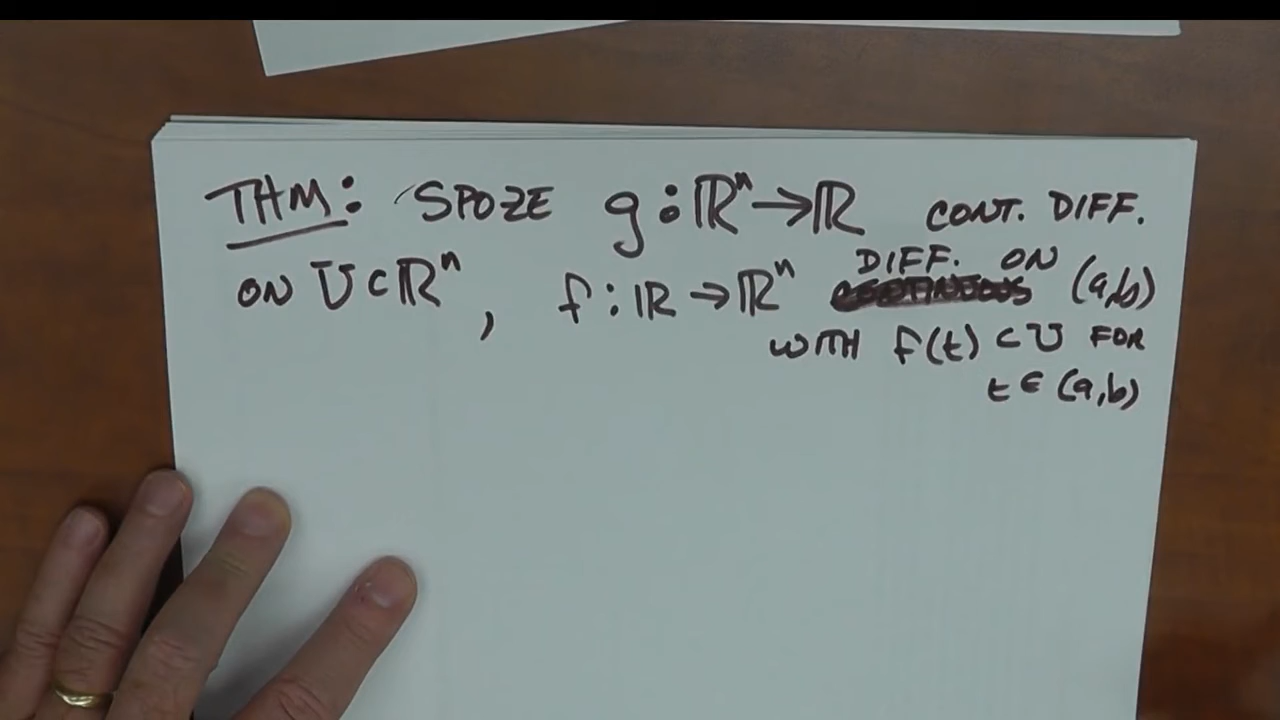 THM: SPOZE g: ℝⁿ → ℝ CONT. DIFF.
ON U ⊂ ℝⁿ, f: ℝ → ℝⁿ DIFF. ON (a,b)
WITH f(t) ⊂ U FOR
t ∈ (a,b)